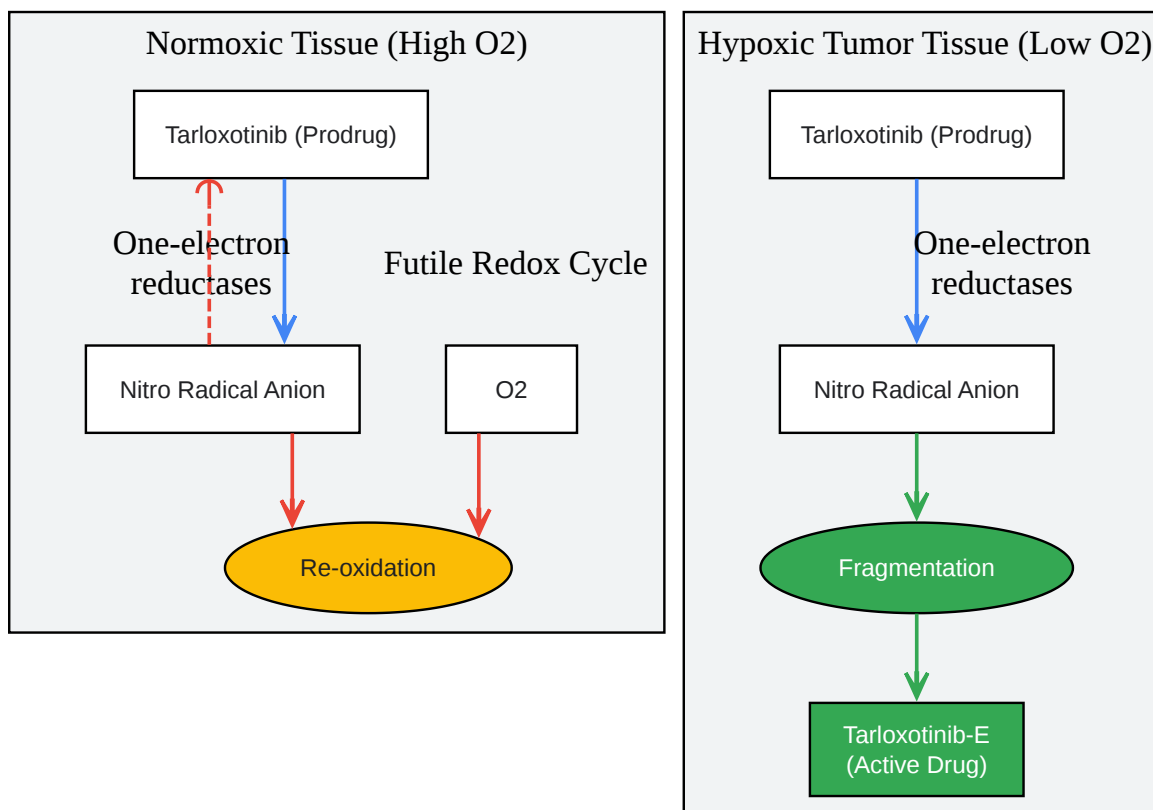 Normoxic Tissue (High O2)
Tarloxotinib (Prodrug)
One-electron
reductases
Futile Redox Cycle
Nitro Radical Anion
O2
Re-oxidation
Hypoxic Tumor Tissue (Low O2)
Tarloxotinib (Prodrug)
One-electron
reductases
Nitro Radical Anion
Fragmentation
Tarloxotinib-E
(Active Drug)